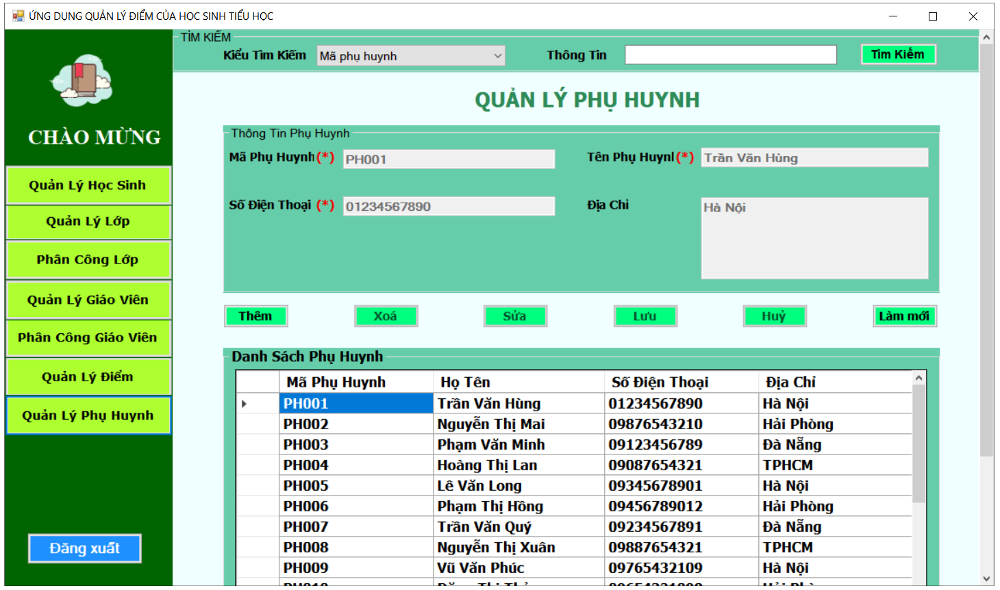 ỨNG DỤNG QUẢN LÝ ĐIỂM CỦA HỌC SINH TIỂU HỌC
TÌM KIẾM
Kiểu Tìm Kiếm Mã phụ huynh Thông Tin Tìm Kiếm
CHÀO MỪNG
Quản Lý Học Sinh
Quản Lý Lớp
Phân Công Lớp
Quản Lý Giáo Viên
Phân Công Giáo Viên
Quản Lý Điểm
Quản Lý Phụ Huynh
Đăng xuất
QUẢN LÝ PHỤ HUYNH
Thông Tin Phụ Huynh
Mã Phụ Huynh (*) PH001 Tên Phụ Huynl (*) Trần Văn Hùng
Số Điện Thoại (*) 01234567890 Địa Chỉ Hà Nội
Thêm Xoá Sửa Lưu Huỷ Làm mới
Danh Sách Phụ Huynh
Mã Phụ Huynh Họ Tên Số Điện Thoại Địa Chỉ
PH001 Trần Văn Hùng 01234567890 Hà Nội
PH002 Nguyễn Thị Mai 09876543210 Hải Phòng
PH003 Phạm Văn Minh 09123456789 Đà Nẵng
PH004 Hoàng Thị Lan 09087654321 TPHCM
PH005 Lê Văn Long 09345678901 Hà Nội
PH006 Phạm Thị Hồng 09456789012 Hải Phòng
PH007 Trần Văn Quý 09234567891 Đà Nẵng
PH008 Nguyễn Thị Xuân 09887654321 TPHCM
PH009 Vũ Văn Phúc 09765432109 Hà Nội